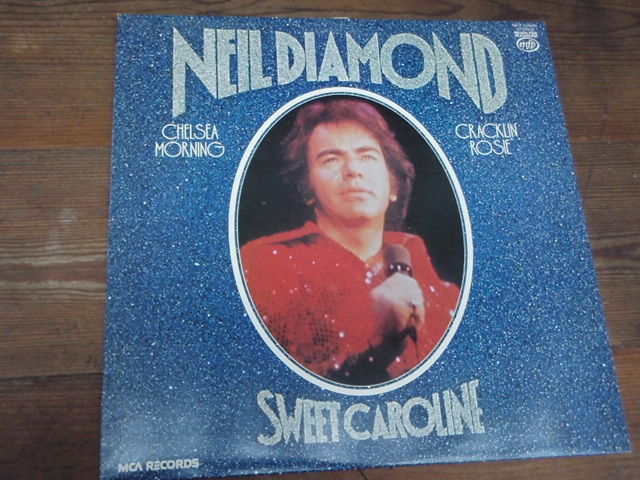 NEIL DIAMOND
mfp
CHELSEA
MORNING
CRACKLIN
ROSIE
SWEET CAROLINE
MCA RECORDS